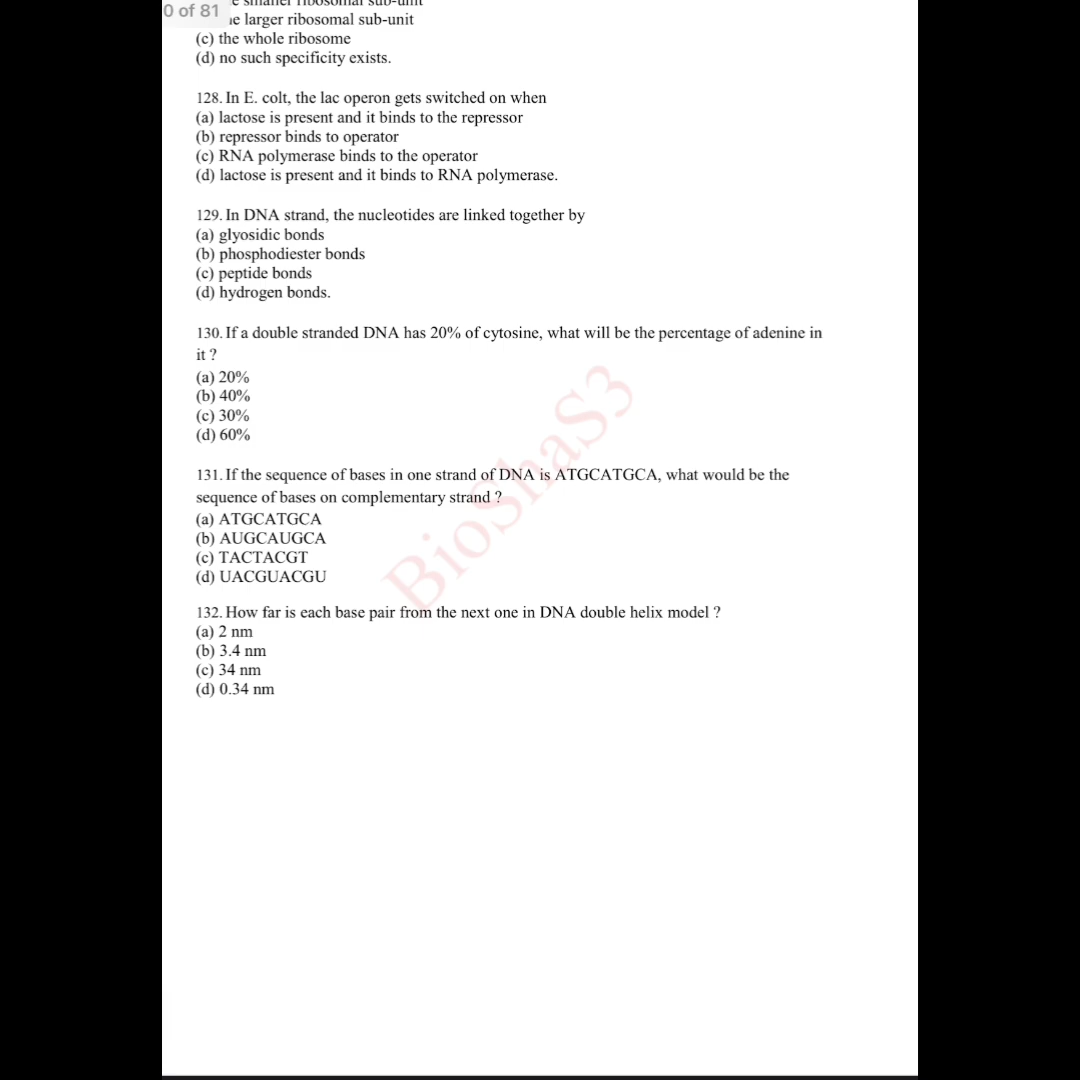 0 of 81
e smaller ribosomal sub-unit
ie larger ribosomal sub-unit
(c) the whole ribosome
(d) no such specificity exists.
128. In E. colt, the lac operon gets switched on when
(a) lactose is present and it binds to the repressor
(b) repressor binds to operator
(c) RNA polymerase binds to the operator
(d) lactose is present and it binds to RNA polymerase.
129. In DNA strand, the nucleotides are linked together by
(a) glyosidic bonds
(b) phosphodiester bonds
(c) peptide bonds
(d) hydrogen bonds.
130. If a double stranded DNA has 20% of cytosine, what will be the percentage of adenine in
it ?
(a) 20%
(b) 40%
(c) 30%
(d) 60%
131. If the sequence of bases in one strand of DNA is ATGCATGCA, what would be the
sequence of bases on complementary strand ?
(a) ATGCATGCA
(b) AUGCAUGCA
(c) TACTACGT
(d) UACGUACGU
132. How far is each base pair from the next one in DNA double helix model ?
(a) 2 nm
(b) 3.4 nm
(c) 34 nm
(d) 0.34 nm
BioShaS3